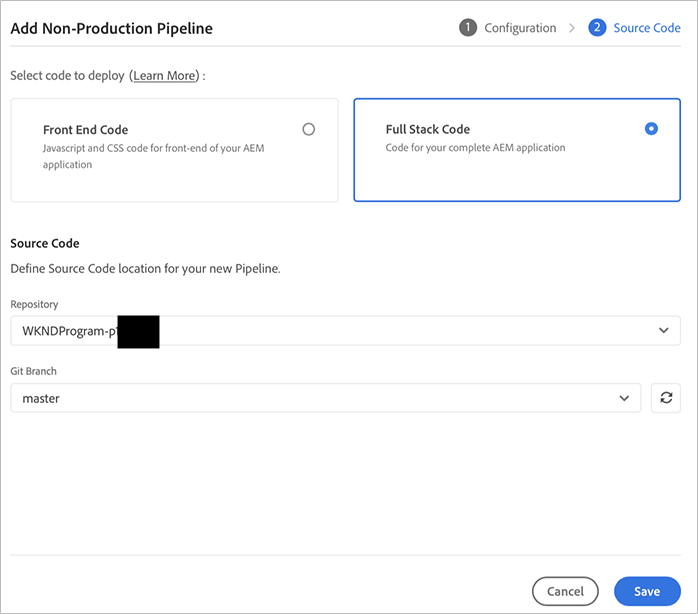 Add Non-Production Pipeline
1 Configuration > 2 Source Code
Select code to deploy (Learn More) :
Front End Code
Javascript and CSS code for front-end of your AEM
application
Full Stack Code
Code for your complete AEM application
Source Code
Define Source Code location for your new Pipeline.
Repository
WKNDProgram-p
Git Branch
master
Cancel
Save